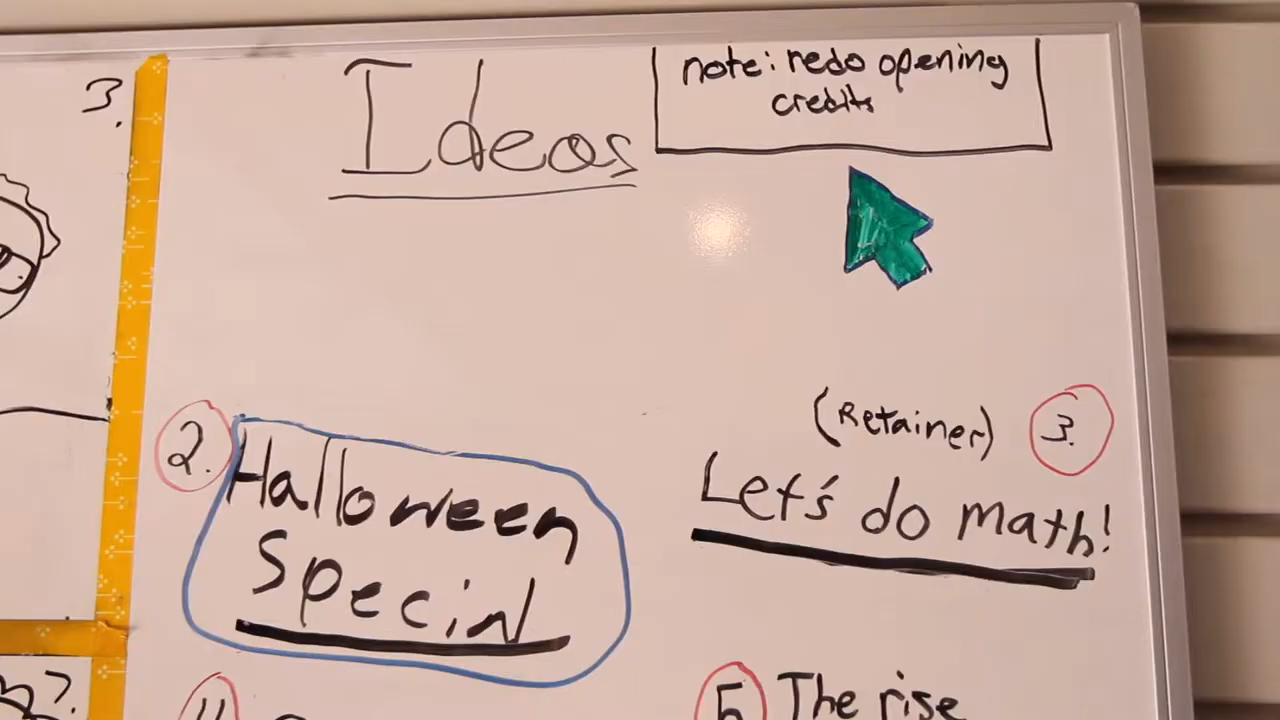 3.
Ideas
note: redo opening
credits
2.
Halloween
Special
(Retainer)
3.
Let's do math!
5
The rise